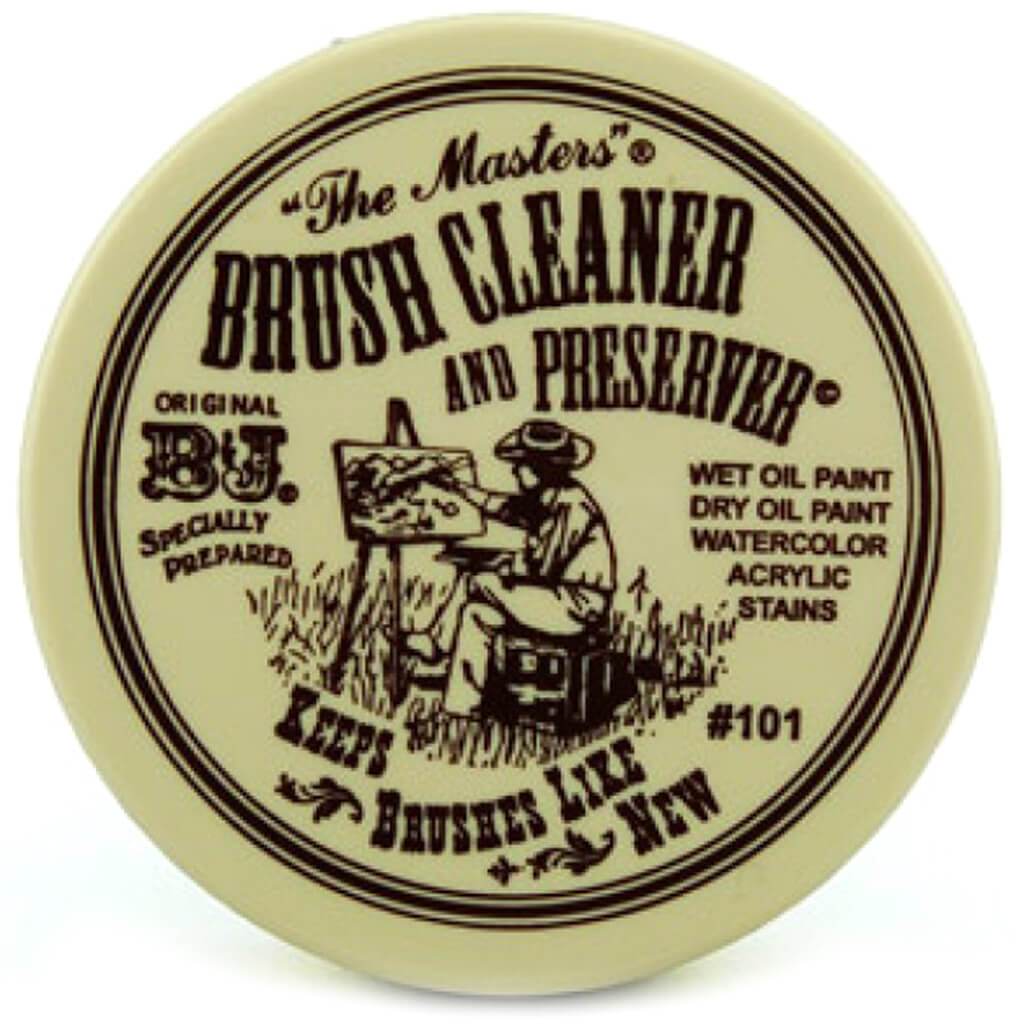 "The Masters"®
BRUSH CLEANER
AND PRESERVER©
ORIGINAL
B&J®
SPECIALLY
PREPARED
WET OIL PAINT
DRY OIL PAINT
WATERCOLOR
ACRYLIC
STAINS
#101
KEEPS
BRUSHES LIKE
NEW